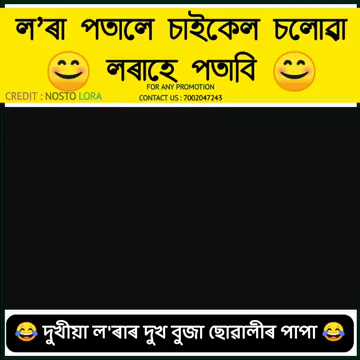 ল’ৰা পতালে চাইকেল চলোৱা
😊 লৰাহে পতাবি 😊
FOR ANY PROMOTION
CREDIT : NOSTO LORA
CONTACT US : 7002047243
😂 দুখীয়া ল'ৰাৰ দুখ বুজা ছোৱালীৰ পাপা 😂